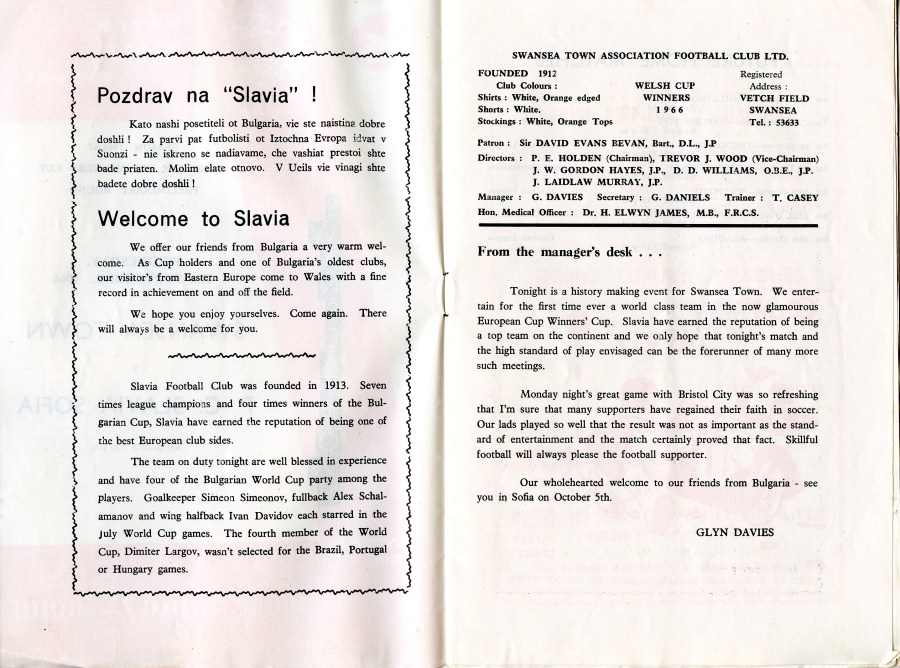 Pozdrav na "Slavia" !
Kato nashi posetiteli ot Bulgaria, vie ste naistina dobre
doshli ! Za parvi pat futbolisti ot Iztochna Evropa idvat v
Suonzi - nie iskreno se nadiavame, che vashiat prestoi shte
bade priaten. Molim elate otnovo. V Ueils vie vinagi shte
badete dobre doshli !
Welcome to Slavia
We offer our friends from Bulgaria a very warm wel-
come. As Cup holders and one of Bulgaria's oldest clubs,
our visitor's from Eastern Europe come to Wales with a fine
record in achievement on and off the field.
We hope you enjoy yourselves. Come again. There
will always be a welcome for you.
Slavia Football Club was founded in 1913. Seven
times league champions and four times winners of the Bul-
garian Cup, Slavia have earned the reputation of being one of
the best European club sides.
The team on duty tonight are well blessed in experience
and have four of the Bulgarian World Cup party among the
players. Goalkeeper Simeon Simeonov, fullback Alex Schal-
amanov and wing halfback Ivan Davidov each starred in the
July World Cup games. The fourth member of the World
Cup, Dimiter Largov, wasn't selected for the Brazil, Portugal
or Hungary games.
SWANSEA TOWN ASSOCIATION FOOTBALL CLUB LTD.
FOUNDED 1912 Registered
Club Colours : WELSH CUP Address :
Shirts : White, Orange edged WINNERS VETCH FIELD
Shorts : White. 1966 SWANSEA
Stockings : White, Orange Tops Tel. : 53633
Patron : Sir DAVID EVANS BEVAN, Bart., D.L., J.P
Directors : P. E. HOLDEN (Chairman), TREVOR J. WOOD (Vice-Chairman)
J. W. GORDON HAYES, J.P., D. D. WILLIAMS, O.B.E., J.P.
J. LAIDLAW MURRAY, J.P.
Manager : G. DAVIES Secretary : G. DANIELS Trainer : T. CASEY
Hon. Medical Officer : Dr. H. ELWYN JAMES, M.B., F.R.C.S.
From the manager's desk . . .
Tonight is a history making event for Swansea Town. We enter-
tain for the first time ever a world class team in the now glamourous
European Cup Winners' Cup. Slavia have earned the reputation of being
a top team on the continent and we only hope that tonight's match and
the high standard of play envisaged can be the forerunner of many more
such meetings.
Monday night's great game with Bristol City was so refreshing
that I'm sure that many supporters have regained their faith in soccer.
Our lads played so well that the result was not as important as the stand-
ard of entertainment and the match certainly proved that fact. Skillful
football will always please the football supporter.
Our wholehearted welcome to our friends from Bulgaria - see
you in Sofia on October 5th.
GLYN DAVIES